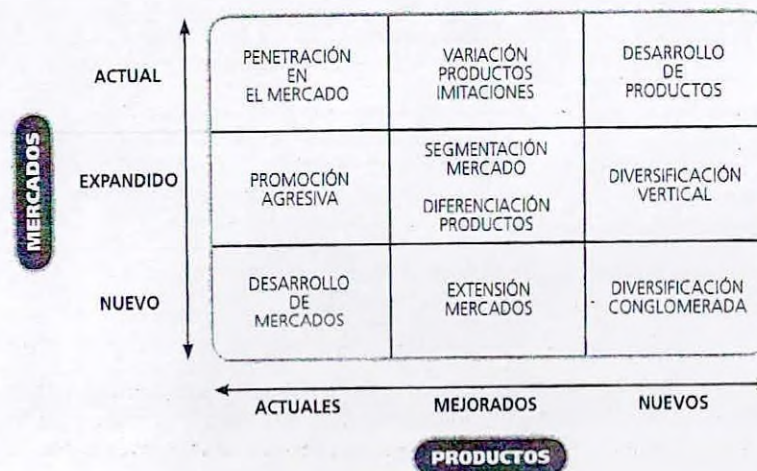 MERCADOS
ACTUAL
PENETRACIÓN
EN
EL MERCADO
VARIACIÓN
PRODUCTOS
IMITACIONES
DESARROLLO
DE
PRODUCTOS
EXPANDIDO
PROMOCIÓN
AGRESIVA
SEGMENTACIÓN
MERCADO
DIFERENCIACIÓN
PRODUCTOS
DIVERSIFICACIÓN
VERTICAL
NUEVO
DESARROLLO
DE
MERCADOS
EXTENSIÓN
MERCADOS
DIVERSIFICACIÓN
CONGLOMERADA
ACTUALES
MEJORADOS
NUEVOS
PRODUCTOS